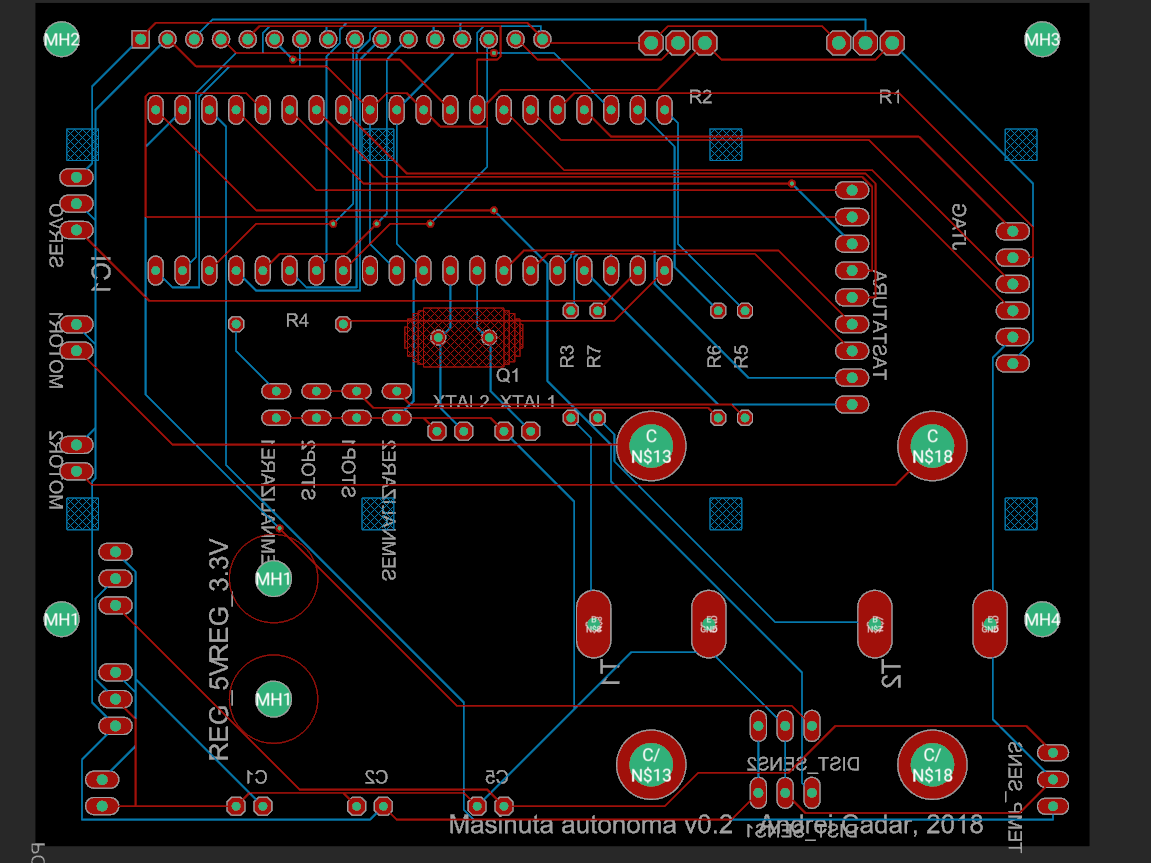 MH2
MH3
R2
R1
SERVO
IC1
JTAG
TASTATURA
MOTOR1
R4
R3
R7
R6
R5
Q1
XTAL2
XTAL1
MOTOR2
SEMNALIZARE1
STOP2
STOP1
SEMNALIZARE2
C
N$13
C
N$18
REG_3.3V
MH1
MH1
MH4
GND
GND
T1
T2
REG_5V
MH1
C1
C2
C5
C/
N$13
C/
N$18
DIST_SENS2
TEMP_SENS
Masinuta autonoma v0.2
Andrei Gadar, 2018
DIST_SENS1